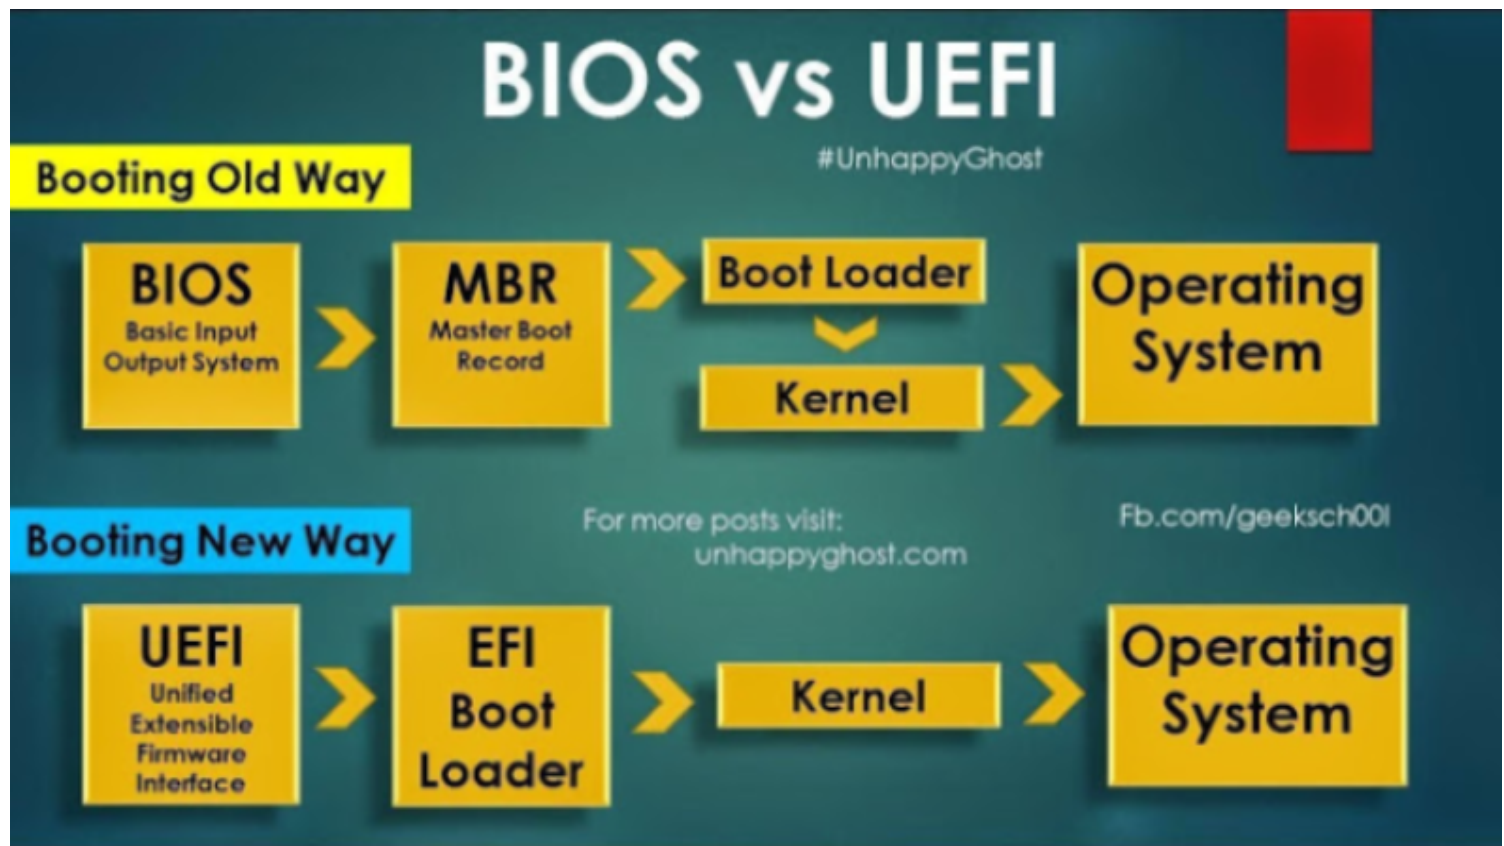 BIOS vs UEFI
#UnhappyGhost
Booting Old Way
BIOS
Basic Input
Output System
MBR
Master Boot
Record
Boot Loader
Kernel
Operating
System
Booting New Way
For more posts visit:
unhappyghost.com
Fb.com/geeksch00l
UEFI
Unified
Extensible
Firmware
Interface
EFI
Boot
Loader
Kernel
Operating
System